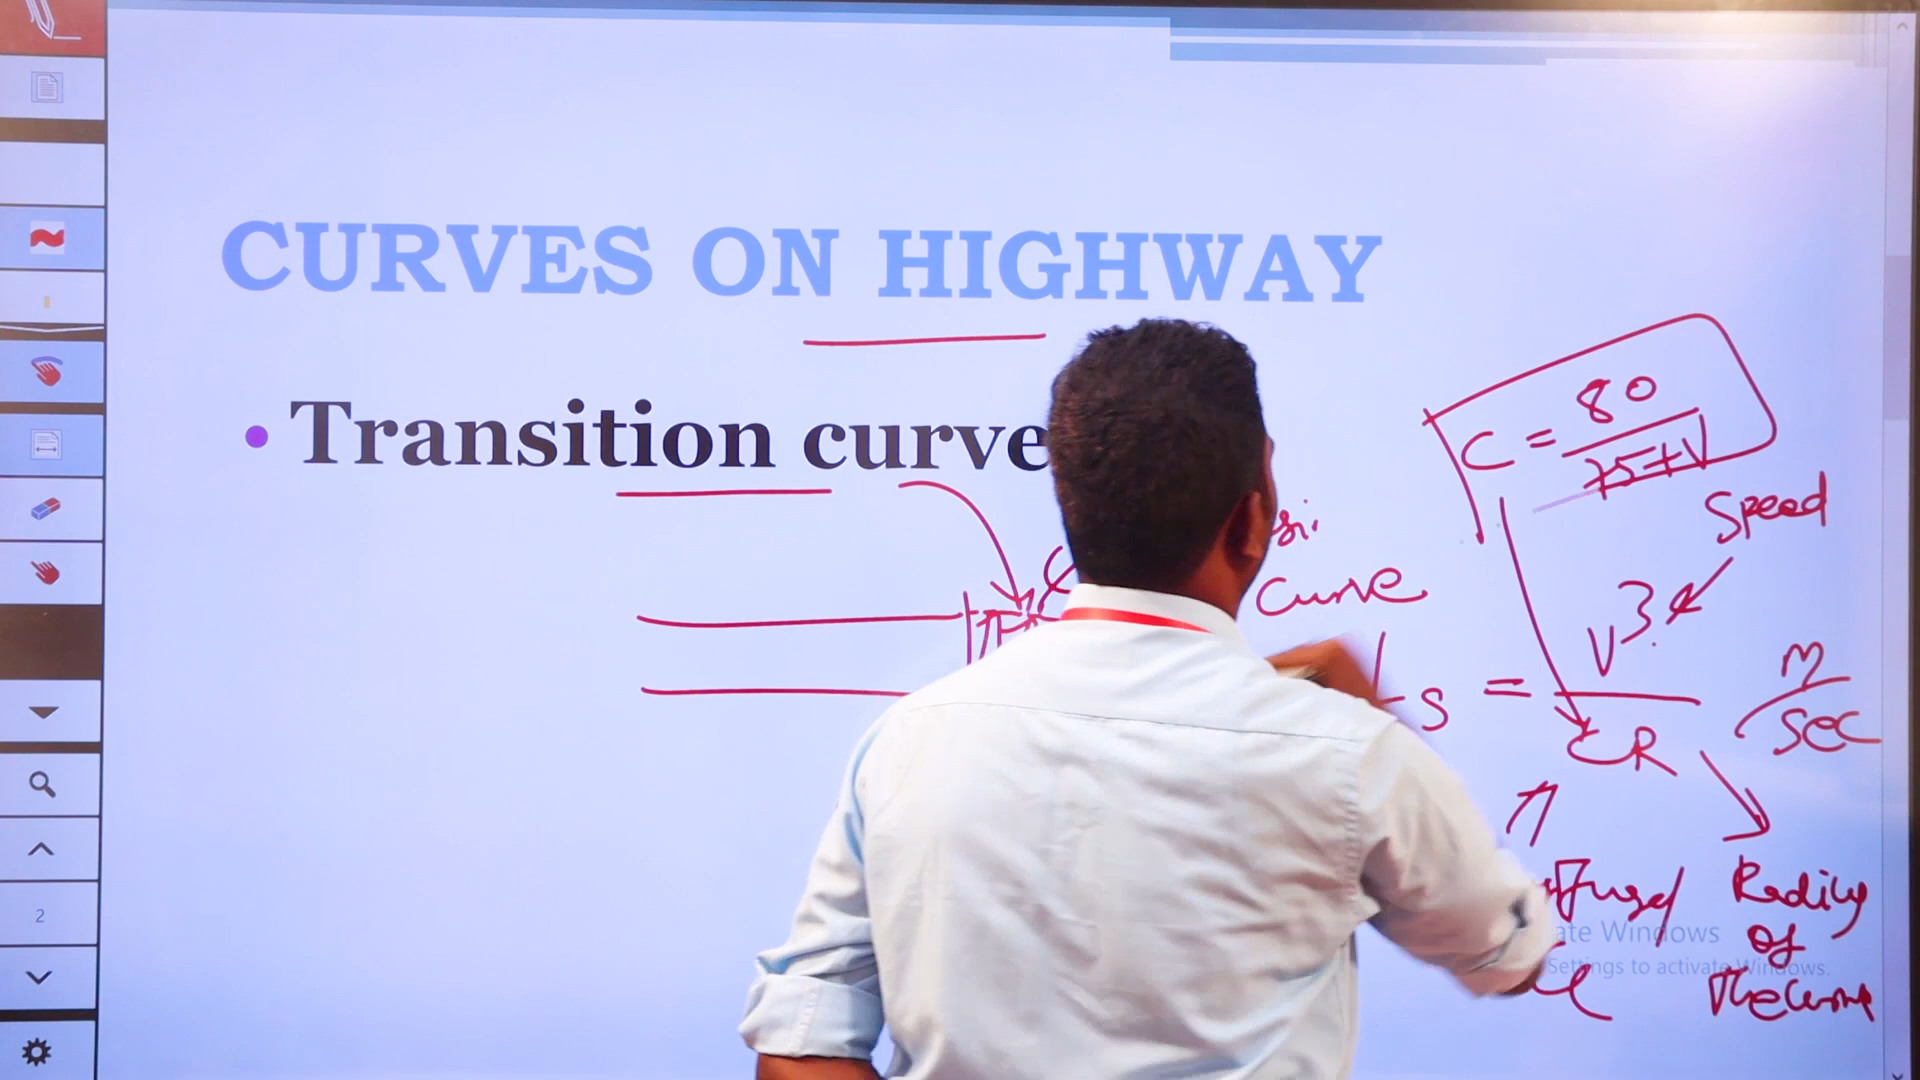 CURVES ON HIGHWAY
• Transition curve
C = 80
75+V
Speed
Curve
Ls = V3
CR
m
sec
Radius
of
The Curve
ate Windows
Settings to activate Windows.
2